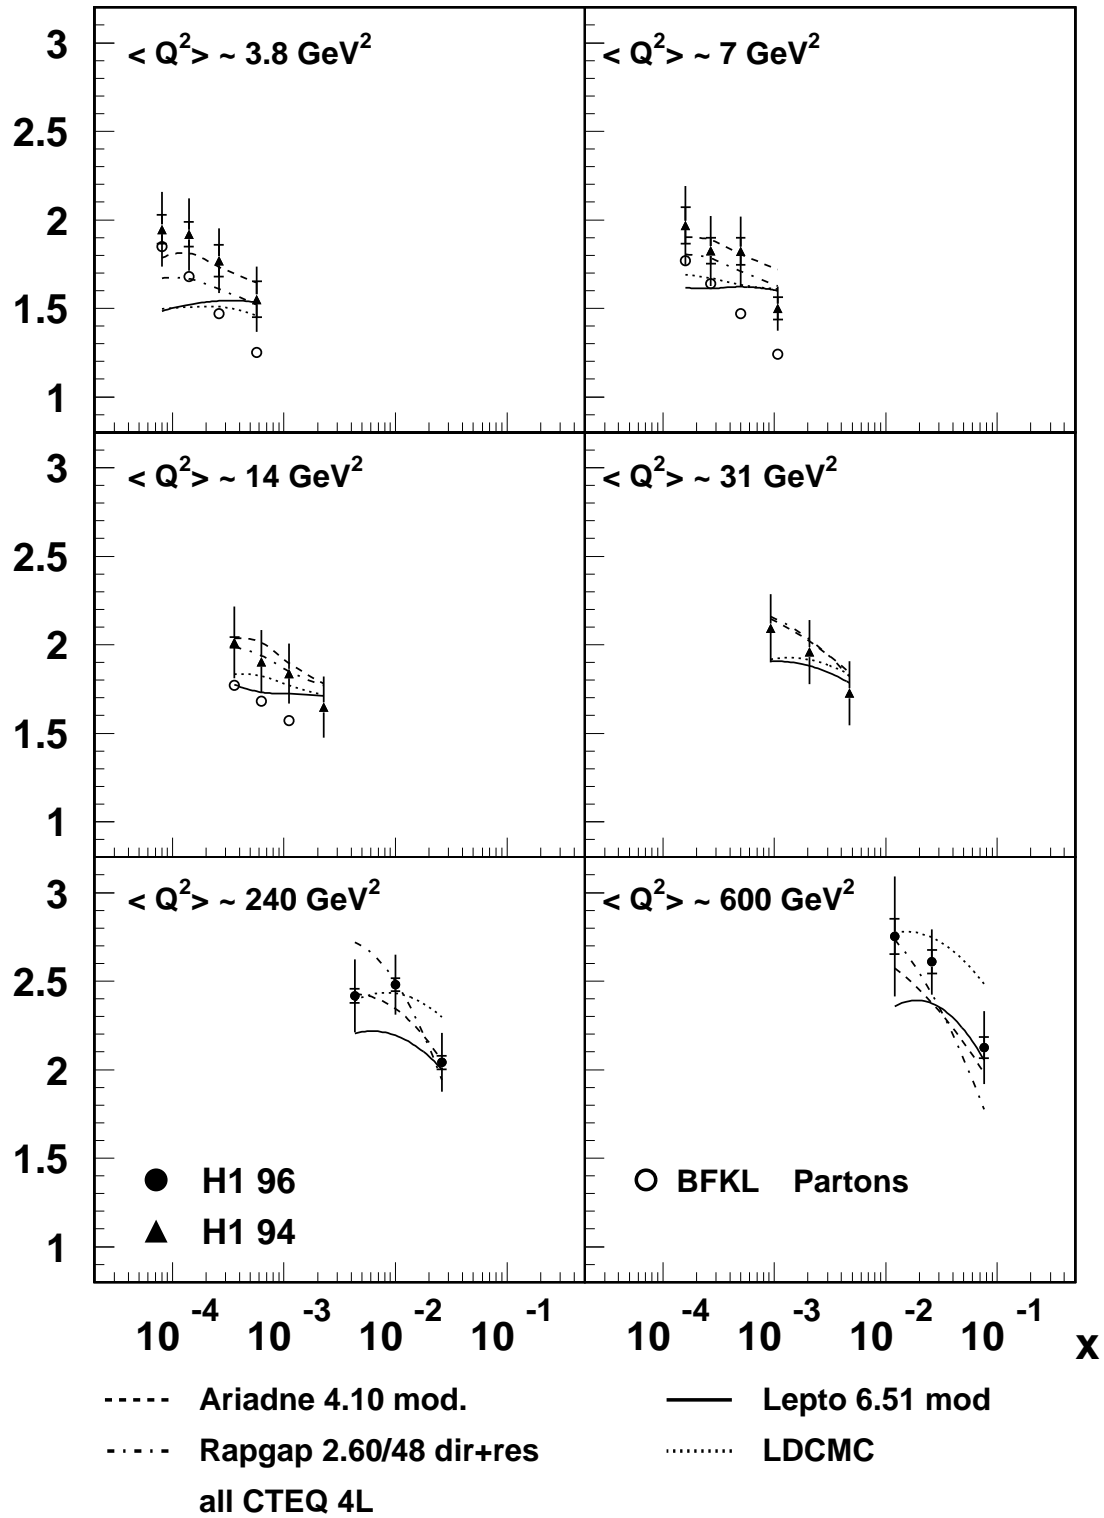 < Q2> ~ 3.8 GeV2
< Q2> ~ 7 GeV2
3
2.5
2
1.5
1
< Q2> ~ 14 GeV2
< Q2> ~ 31 GeV2
3
2.5
2
1.5
1
< Q2> ~ 240 GeV2
< Q2> ~ 600 GeV2
3
2.5
2
1.5
1
H1 96
H1 94
BFKL Partons
10-4 10-3 10-2 10-1
10-4 10-3 10-2 10-1
x
Ariadne 4.10 mod.
Lepto 6.51 mod
Rapgap 2.60/48 dir+res
LDCMC
all CTEQ 4L